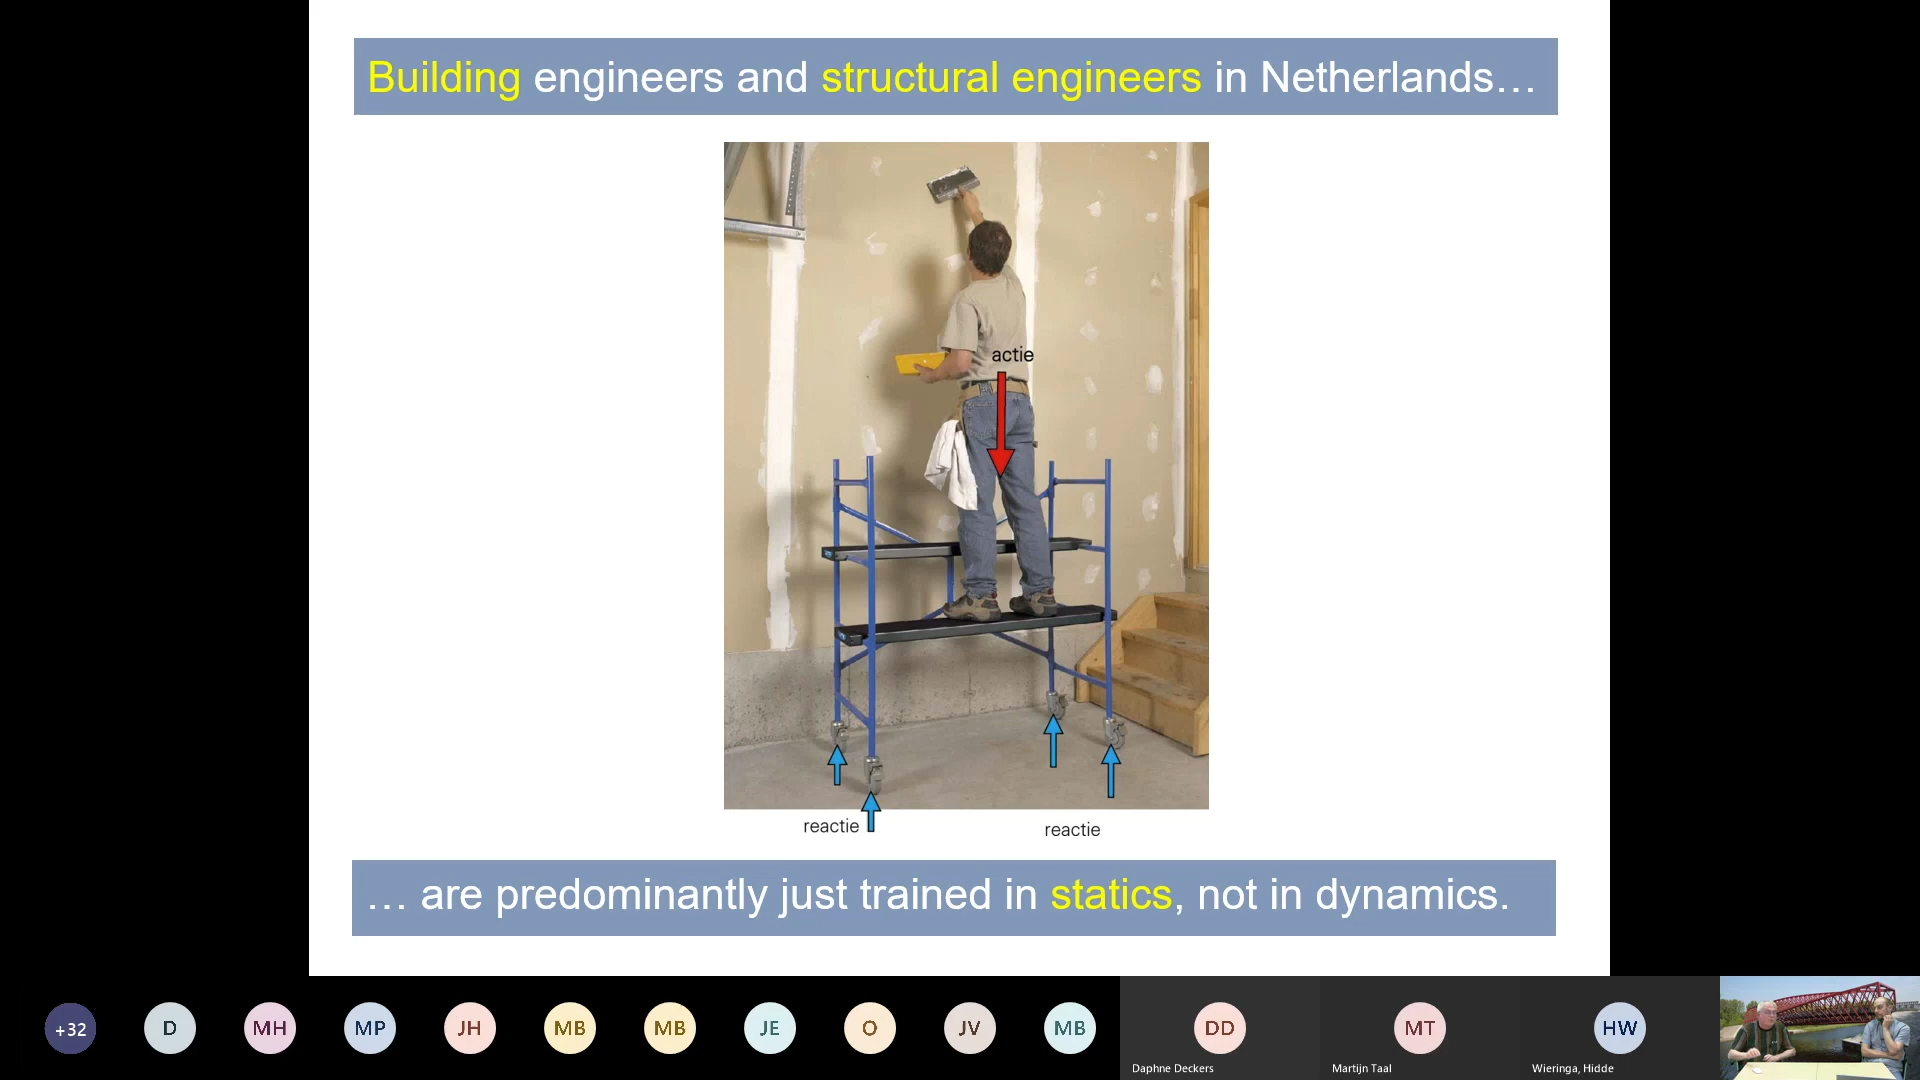 Building engineers and structural engineers in Netherlands…
actie
reactie
reactie
… are predominantly just trained in statics, not in dynamics.
+32
D
MH
MP
JH
MB
MB
JE
O
JV
MB
DD
MT
HW
Daphne Deckers
Martijn Taal
Wieringa, Hidde